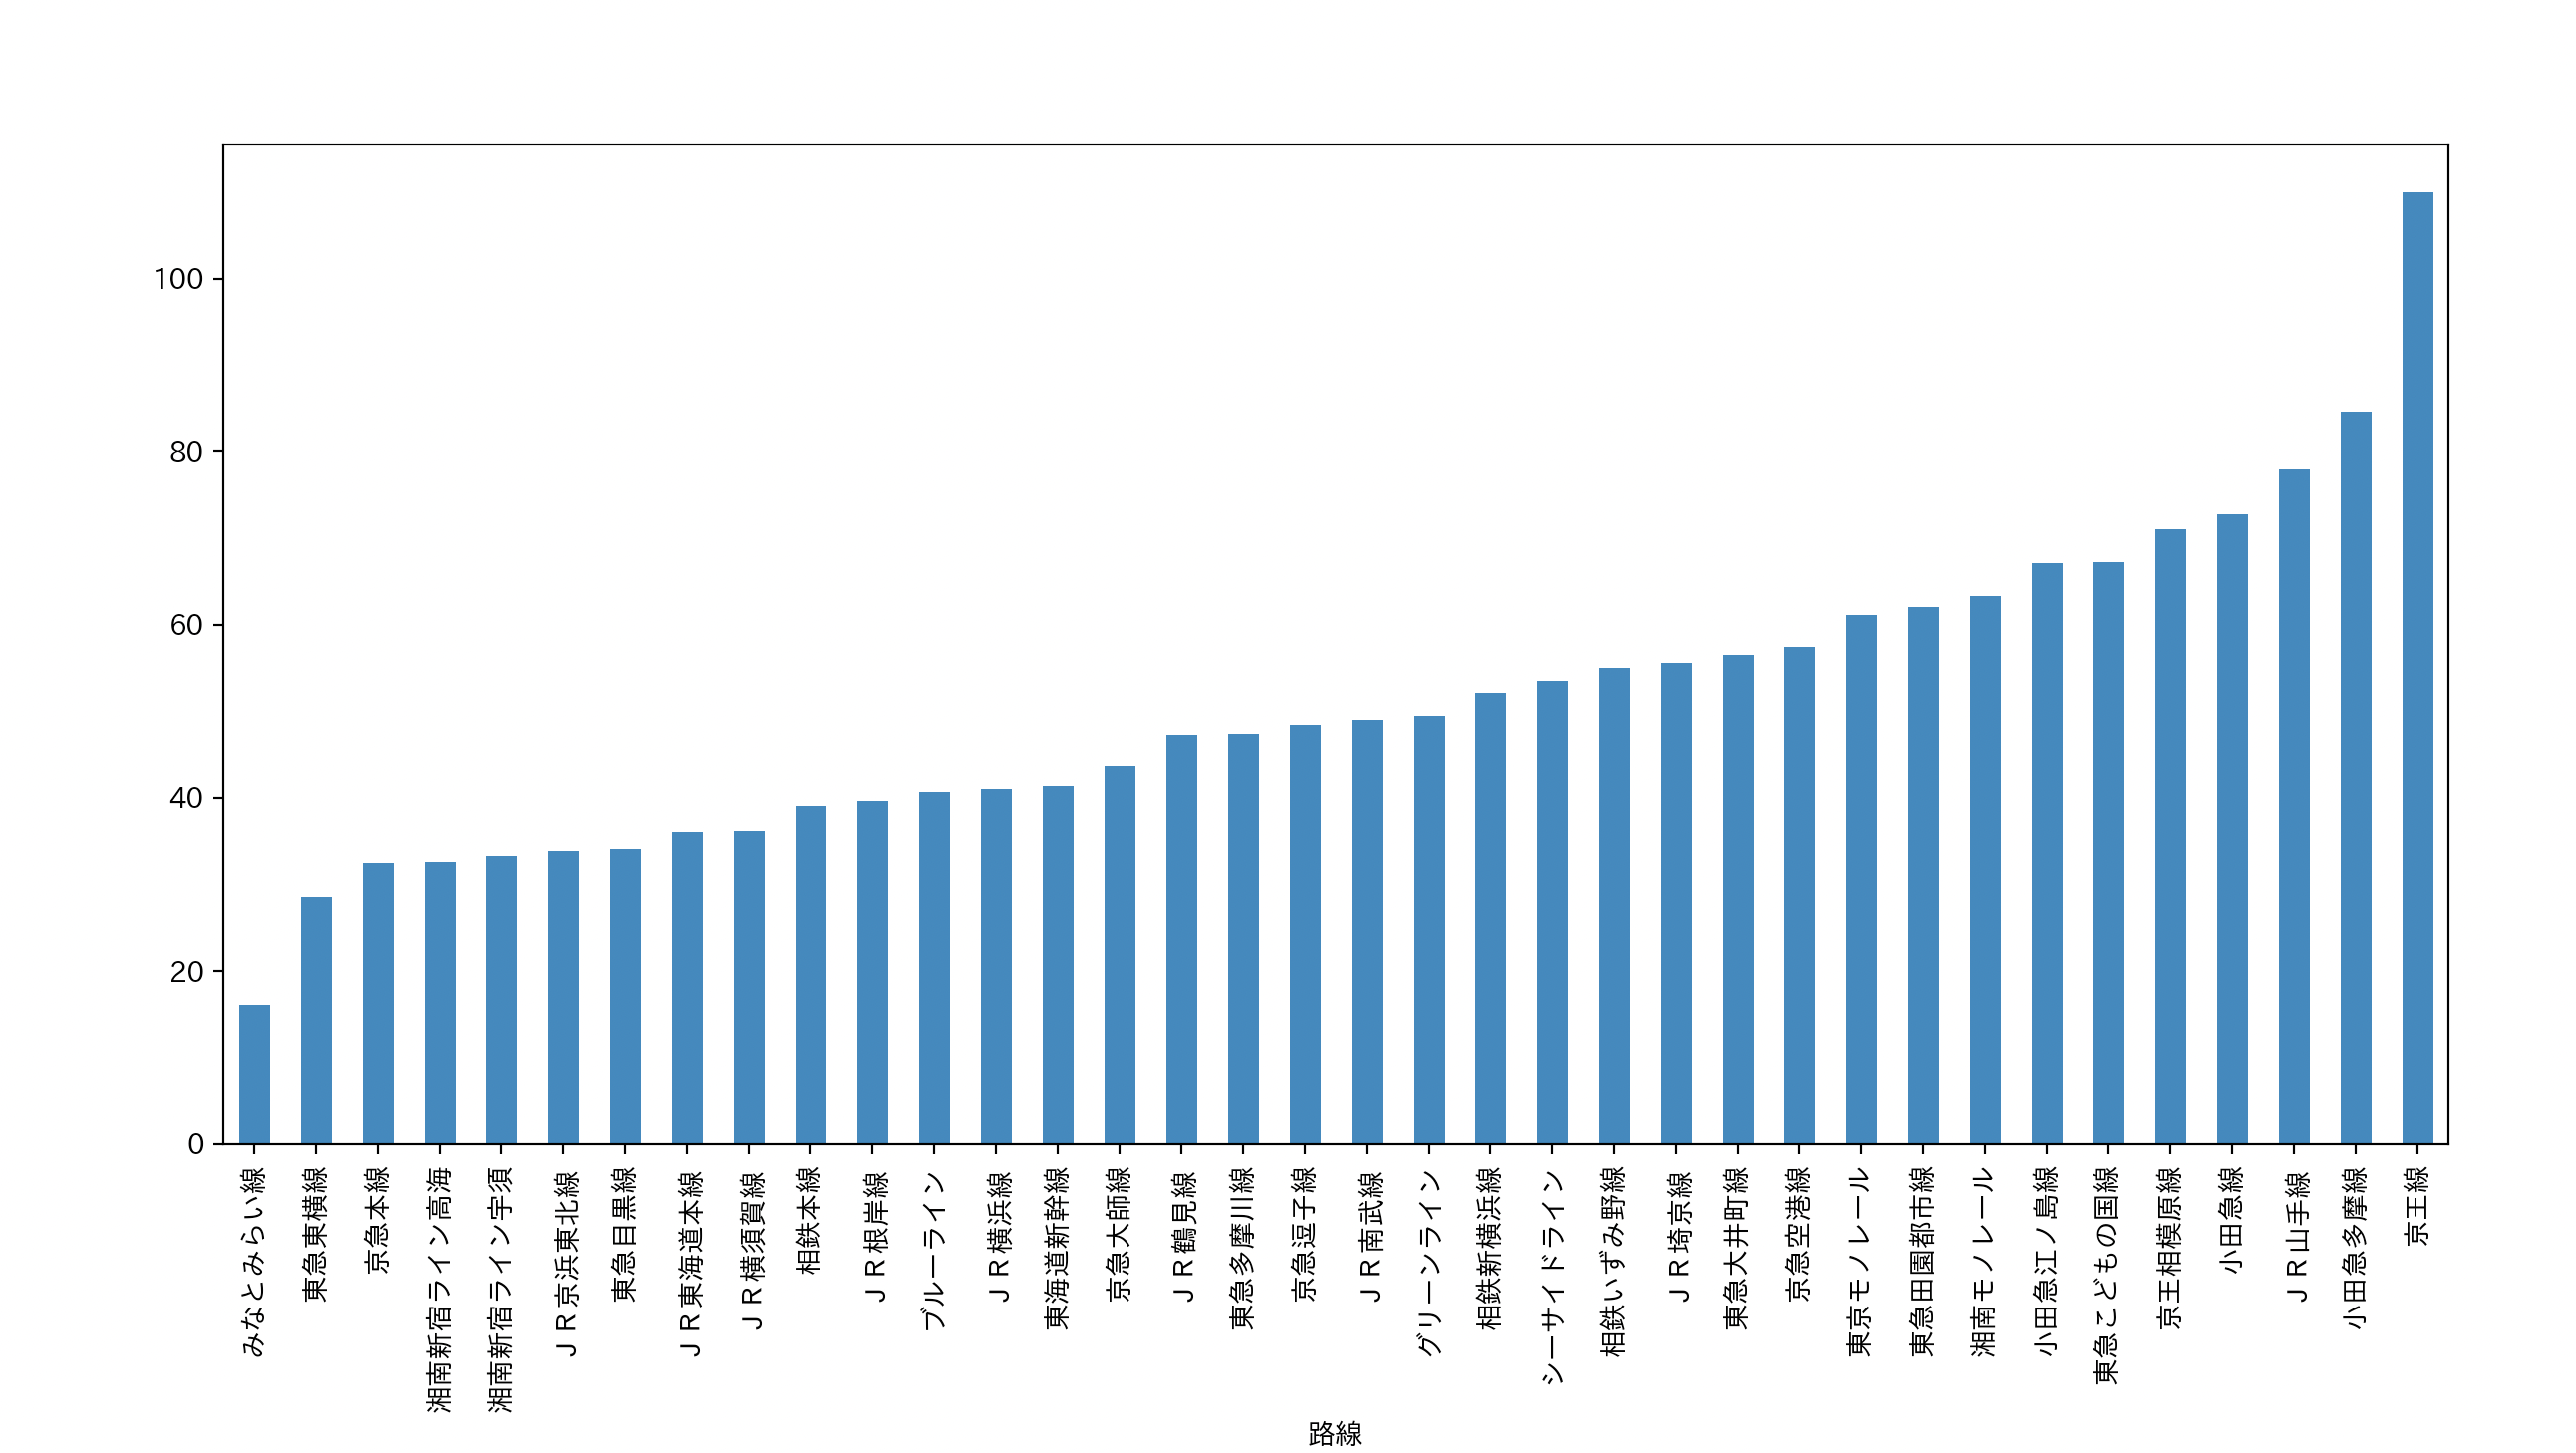 100
80
60
40
20
0
みなとみらい線
東急東横線
京急本線
湘南新宿ライン高海
湘南新宿ライン宇須
ＪＲ京浜東北線
東急目黒線
ＪＲ東海道本線
ＪＲ横須賀線
相鉄本線
ＪＲ根岸線
ブルーライン
ＪＲ横浜線
東海道新幹線
京急大師線
ＪＲ鶴見線
東急多摩川線
京急逗子線
ＪＲ南武線
グリーンライン
相鉄新横浜線
シーサイドライン
相鉄いずみ野線
ＪＲ埼京線
東急大井町線
京急空港線
東京モノレール
東急田園都市線
湘南モノレール
小田急江ノ島線
東急こどもの国線
京王相模原線
小田急線
ＪＲ山手線
小田急多摩線
京王線
路線